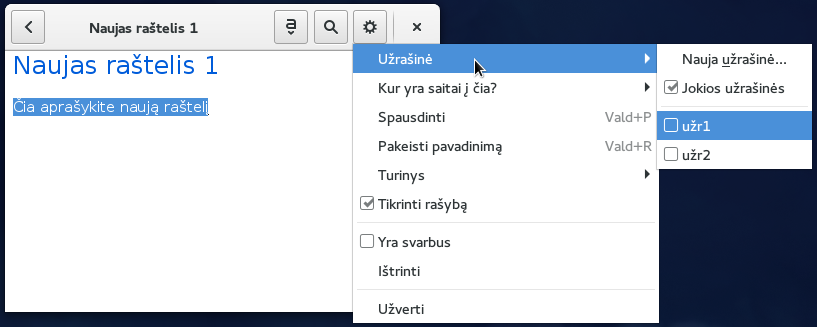 Naujas raštelis 1
a
Naujas raštelis 1
Čia aprašykite naują raštelį
Užrašinė
Kur yra saitai į čia?
Spausdinti Vald+P
Pakeisti pavadinimą Vald+R
Turinys
Tikrinti rašybą
Yra svarbus
Ištrinti
Užverti
Nauja užrašinė...
Jokios užrašinės
užr1
užr2